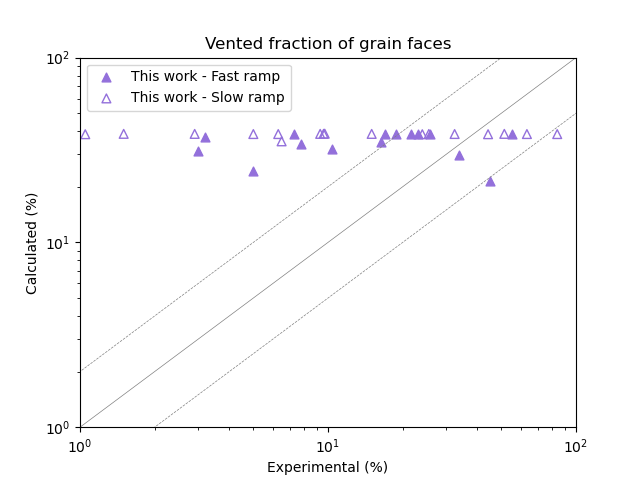 Vented fraction of grain faces
This work - Fast ramp
This work - Slow ramp
Calculated (%)
10²
10¹
10⁰
10⁰ 10¹ 10²
Experimental (%)